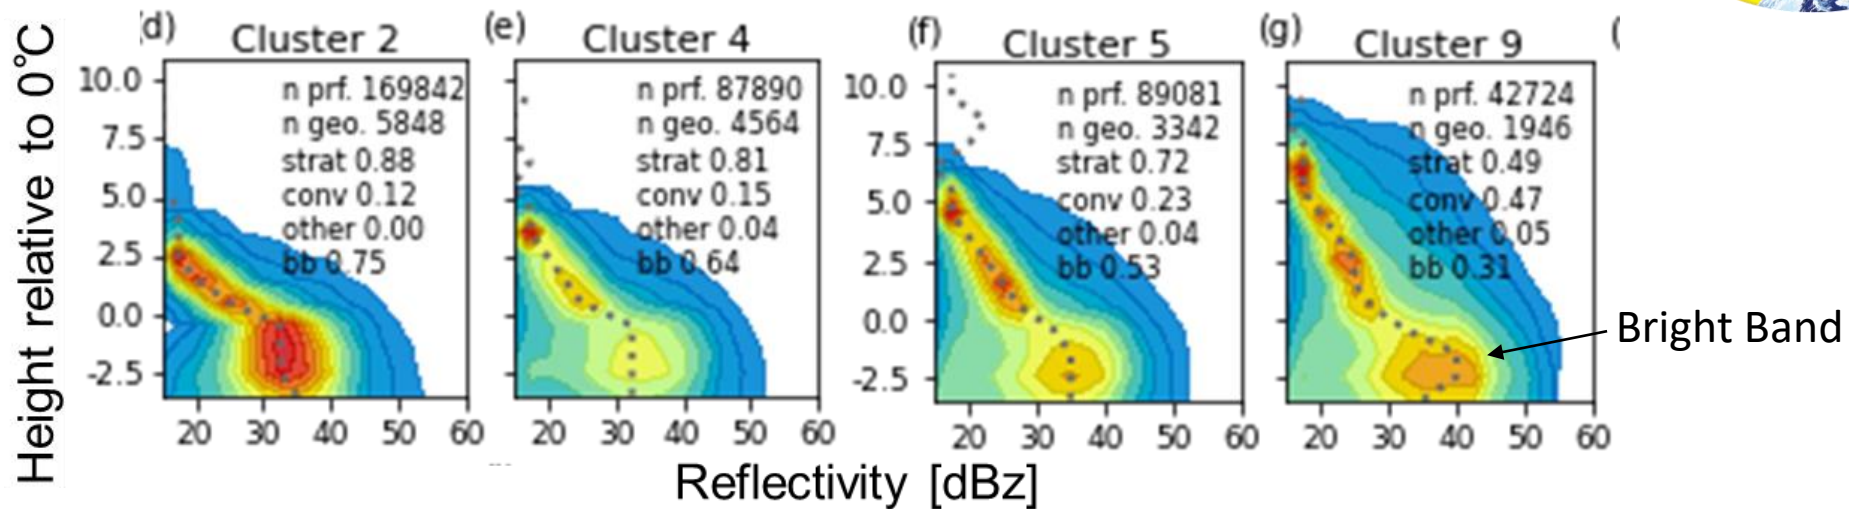 Height relative to 0°C
(d) Cluster 2
n prf. 169842
n geo. 5848
strat 0.88
conv 0.12
other 0.00
bb 0.75
10.0
7.5
5.0
2.5
0.0
-2.5
20 30 40 50 60
(e) Cluster 4
n prf. 87890
n geo. 4564
strat 0.81
conv 0.15
other 0.04
bb 0.64
20 30 40 50 60
(f) Cluster 5
n prf. 89081
n geo. 3342
strat 0.72
conv 0.23
other 0.04
bb 0.53
10.0
7.5
5.0
2.5
0.0
-2.5
20 30 40 50 60
(g) Cluster 9
n prf. 42724
n geo. 1946
strat 0.49
conv 0.47
other 0.05
bb 0.31
20 30 40 50 60
(
Bright Band
Reflectivity [dBz]